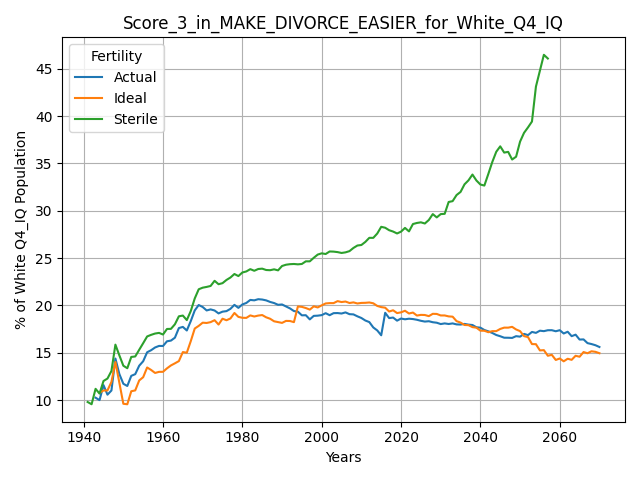 Score_3_in_MAKE_DIVORCE_EASIER_for_White_Q4_IQ
Fertility
Actual
Ideal
Sterile
% of White Q4_IQ Population
45
40
35
30
25
20
15
10
1940
1960
1980
2000
2020
2040
2060
Years